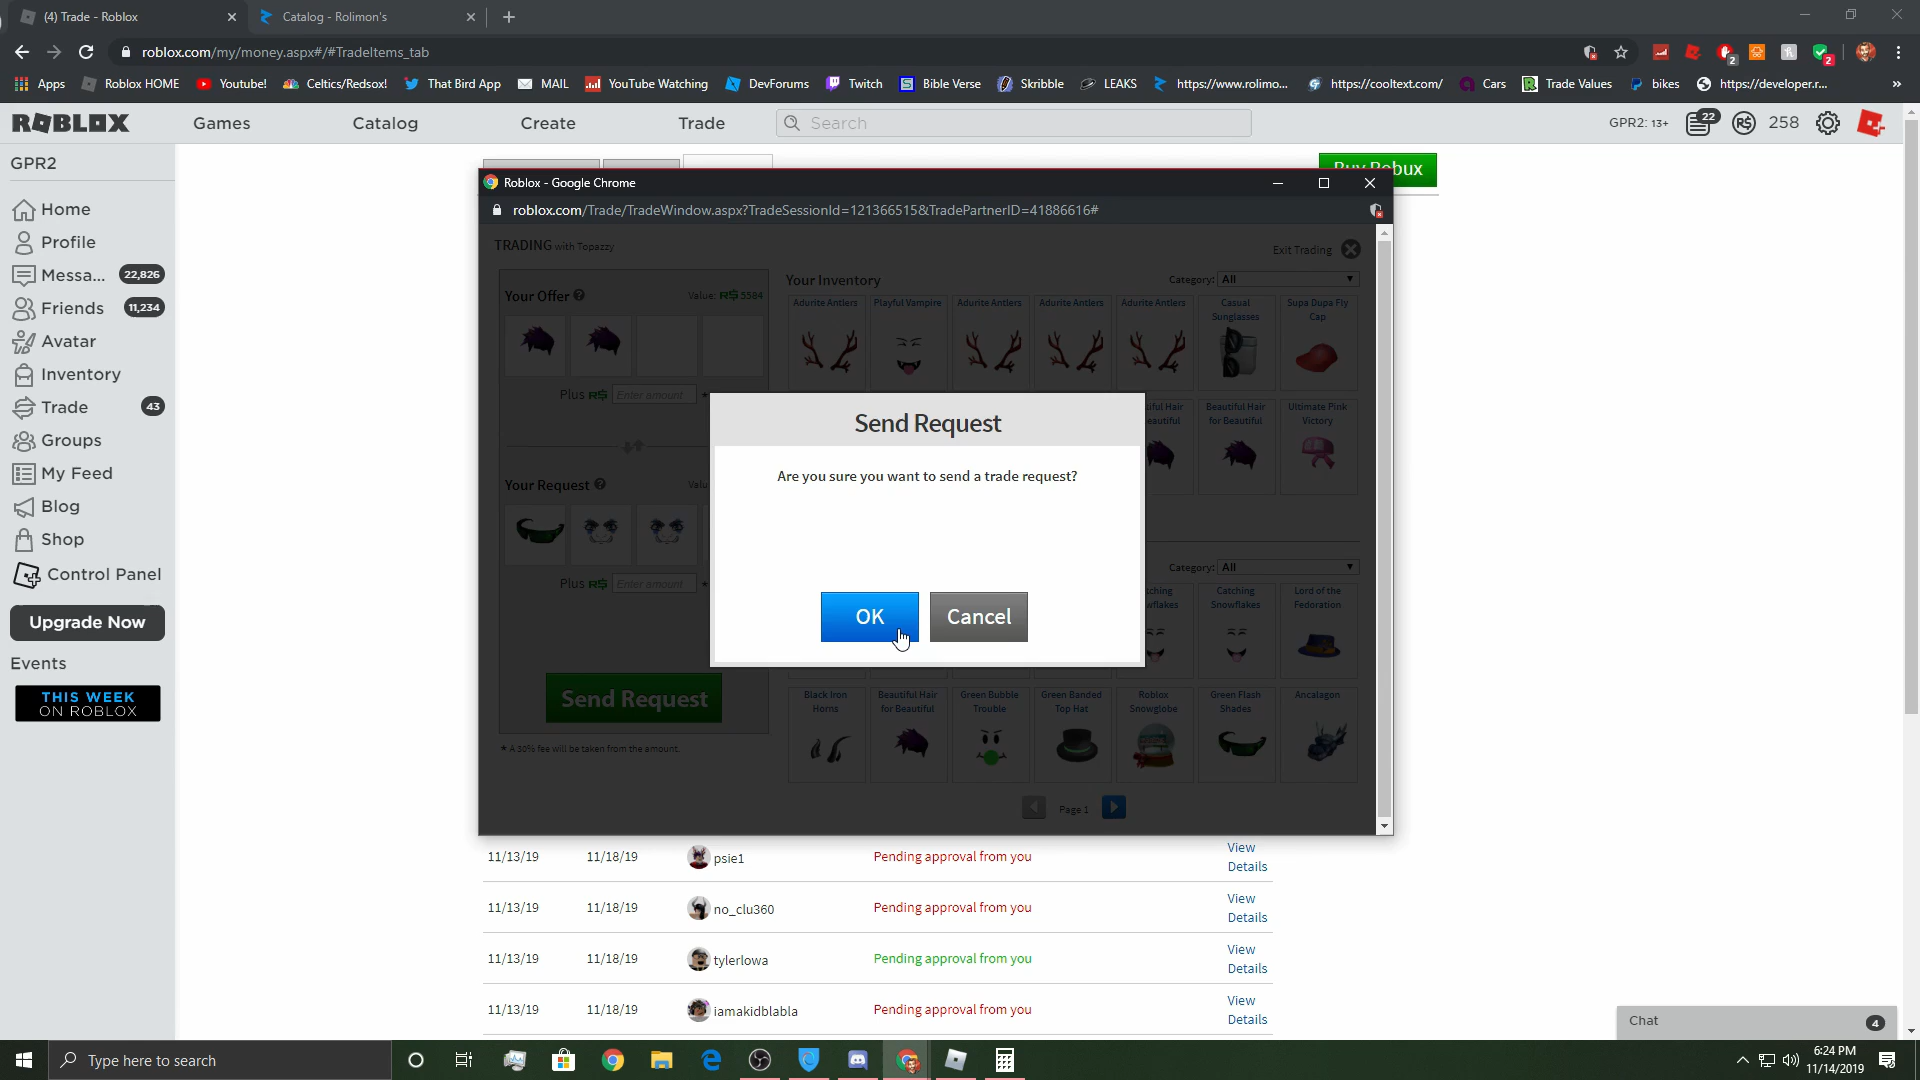 (4) Trade - Roblox
Catalog - Rolimon's
roblox.com/my/money.aspx#/#TradeItems_tab
Apps
Roblox HOME
Youtube!
Celtics/Redsox!
That Bird App
MAIL
YouTube Watching
DevForums
Twitch
Bible Verse
Skribble
LEAKS
https://www.rolimo...
https://cooltext.com/
Cars
Trade Values
bikes
https://developer.r...
ROBLOX
Games
Catalog
Create
Trade
Search
GPR2: 13+
22
258
GPR2
Home
Profile
Messa... 22,826
Friends 11,234
Avatar
Inventory
Trade 43
Groups
My Feed
Blog
Shop
Control Panel
Upgrade Now
Events
THIS WEEK
ON ROBLOX
Buy Robux
Roblox - Google Chrome
roblox.com/Trade/TradeWindow.aspx?TradeSessionId=121366515&TradePartnerID=41886616#
TRADING with Topazzy
Exit Trading
Your Offer
Value: R$ 5584
Plus R$ Enter amount *
Your Request
Valu
Plus R$ Enter amount *
Send Request
* A 30% fee will be taken from the amount.
Your Inventory
Category: All
Adurite Antlers
Playful Vampire
Adurite Antlers
Adurite Antlers
Adurite Antlers
Casual Sunglasses
Supa Dupa Fly Cap
Beautiful Hair for Beautiful
Ultimate Pink Victory
Category: All
Catching Snowflakes
Lord of the Fedoration
Black Iron Horns
Beautiful Hair for Beautiful
Green Bubble Trouble
Green Banded Top Hat
Roblox Snowglobe
Green Flash Shades
Ancalagon
Page 1
Send Request
Are you sure you want to send a trade request?
OK
Cancel
11/13/19 11/18/19 psie1 Pending approval from you View Details
11/13/19 11/18/19 no_clu360 Pending approval from you View Details
11/13/19 11/18/19 tylerlowa Pending approval from you View Details
11/13/19 11/18/19 iamakidblabla Pending approval from you View Details
Chat 4
Type here to search
6:24 PM
11/14/2019